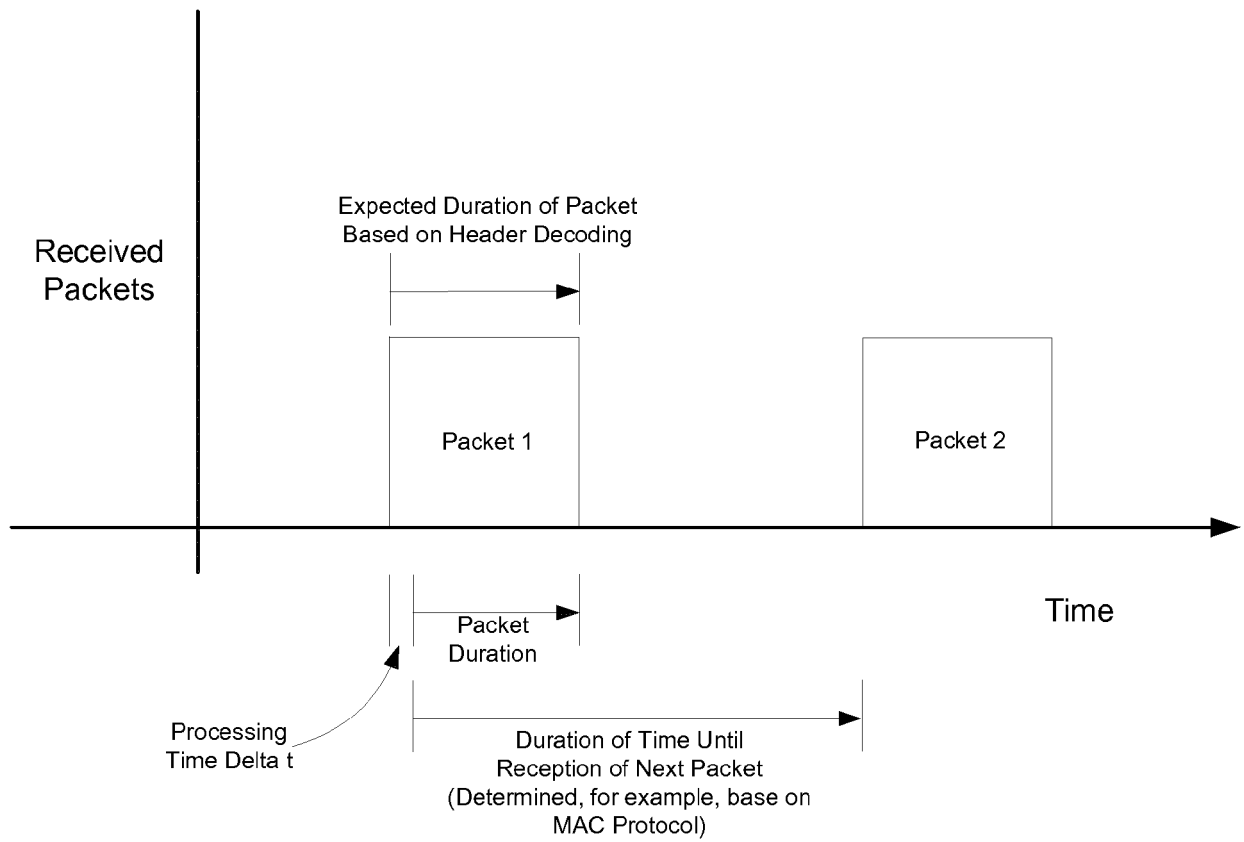 Expected Duration of Packet
Based on Header Decoding
Received
Packets
Packet 1
Packet 2
Time
Packet
Duration
Processing
Time Delta t
Duration of Time Until
Reception of Next Packet
(Determined, for example, base on
MAC Protocol)